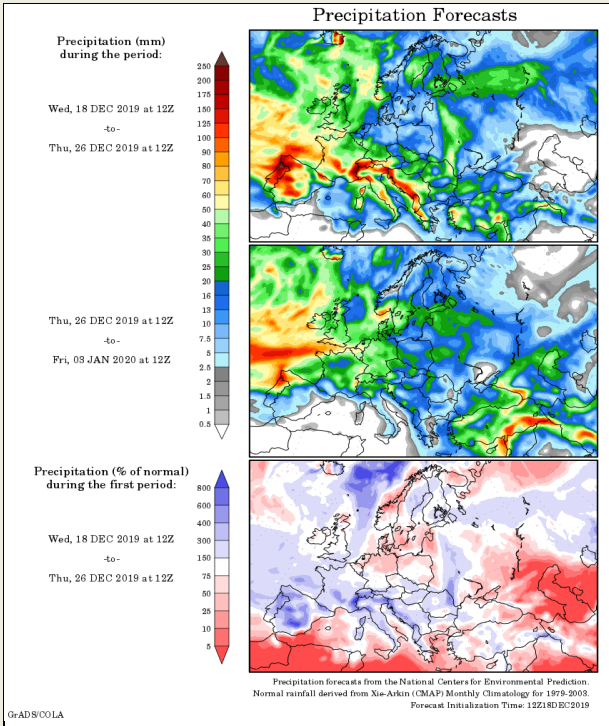 Precipitation Forecasts
Precipitation (mm)
during the period:
Wed, 18 DEC 2019 at 12Z
-to-
Thu, 26 DEC 2019 at 12Z
250
200
175
150
125
100
90
80
70
60
50
40
35
30
25
20
16
13
10
7.5
5
2.5
2
1.5
1
0.5
Thu, 26 DEC 2019 at 12Z
-to-
Fri, 03 JAN 2020 at 12Z
Precipitation (% of normal)
during the first period:
Wed, 18 DEC 2019 at 12Z
-to-
Thu, 26 DEC 2019 at 12Z
800
600
400
300
150
75
50
25
10
5
Precipitation forecasts from the National Centers for Environmental Prediction.
Normal rainfall derived from Xie-Arkin (CMAP) Monthly Climatology for 1979-2003.
Forecast Initialization Time: 12Z18DEC2019
GrADS/COLA